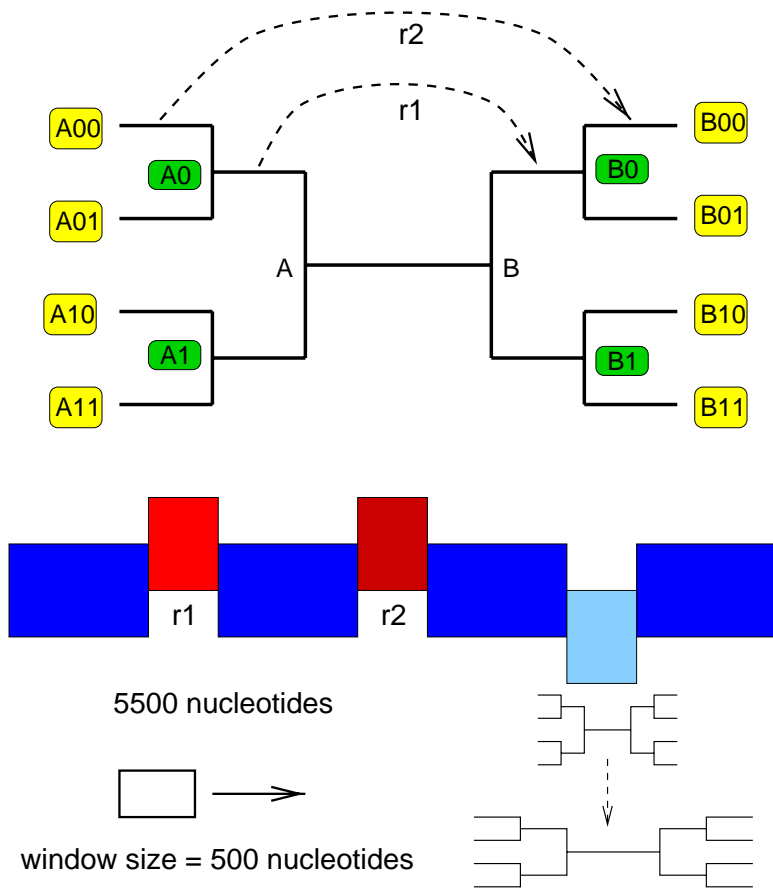 r2
r1
A00
B00
A0
B0
A01
B01
A
B
A10
B10
A1
B1
A11
B11
r1
r2
5500 nucleotides
window size = 500 nucleotides